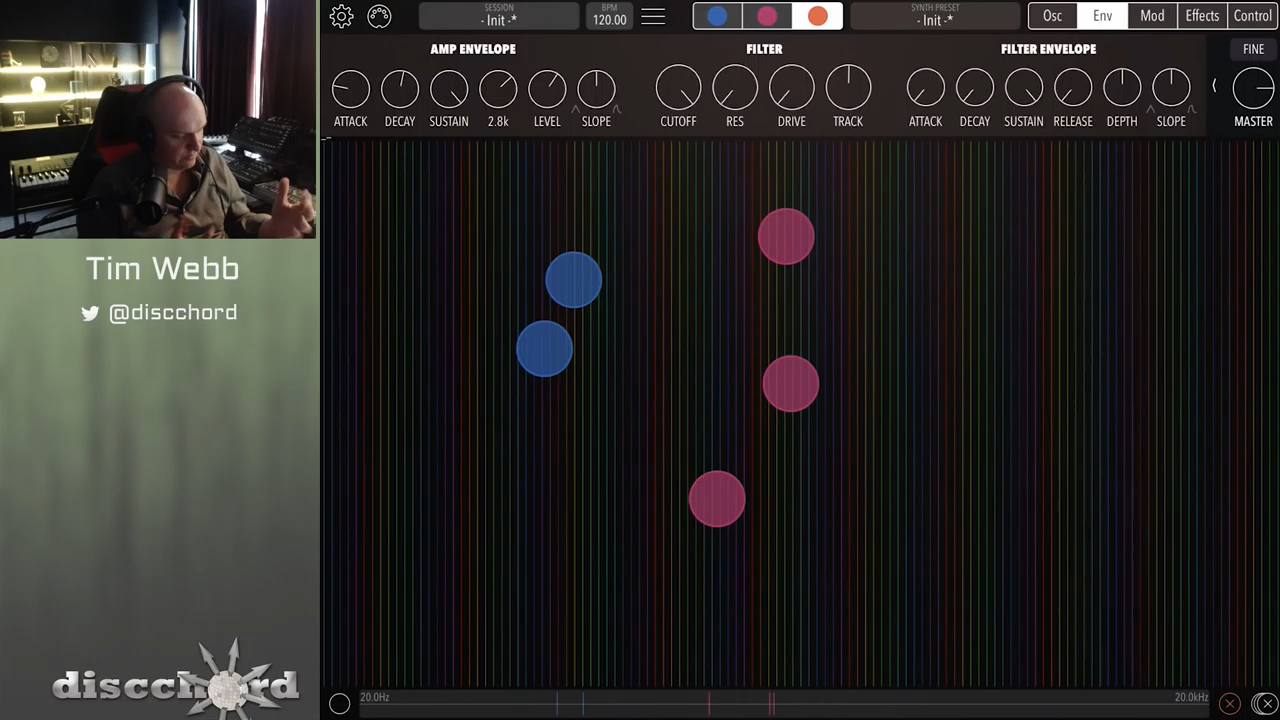 SESSION
- Init -*
BPM
120.00
SYNTH PRESET
- Init -*
Osc
Env
Mod
Effects
Control
AMP ENVELOPE
FILTER
FILTER ENVELOPE
FINE
ATTACK
DECAY
SUSTAIN
2.8k
LEVEL
SLOPE
CUTOFF
RES
DRIVE
TRACK
ATTACK
DECAY
SUSTAIN
RELEASE
DEPTH
SLOPE
MASTER
Tim Webb
@discchord
discchord
20.0Hz
20.0kHz